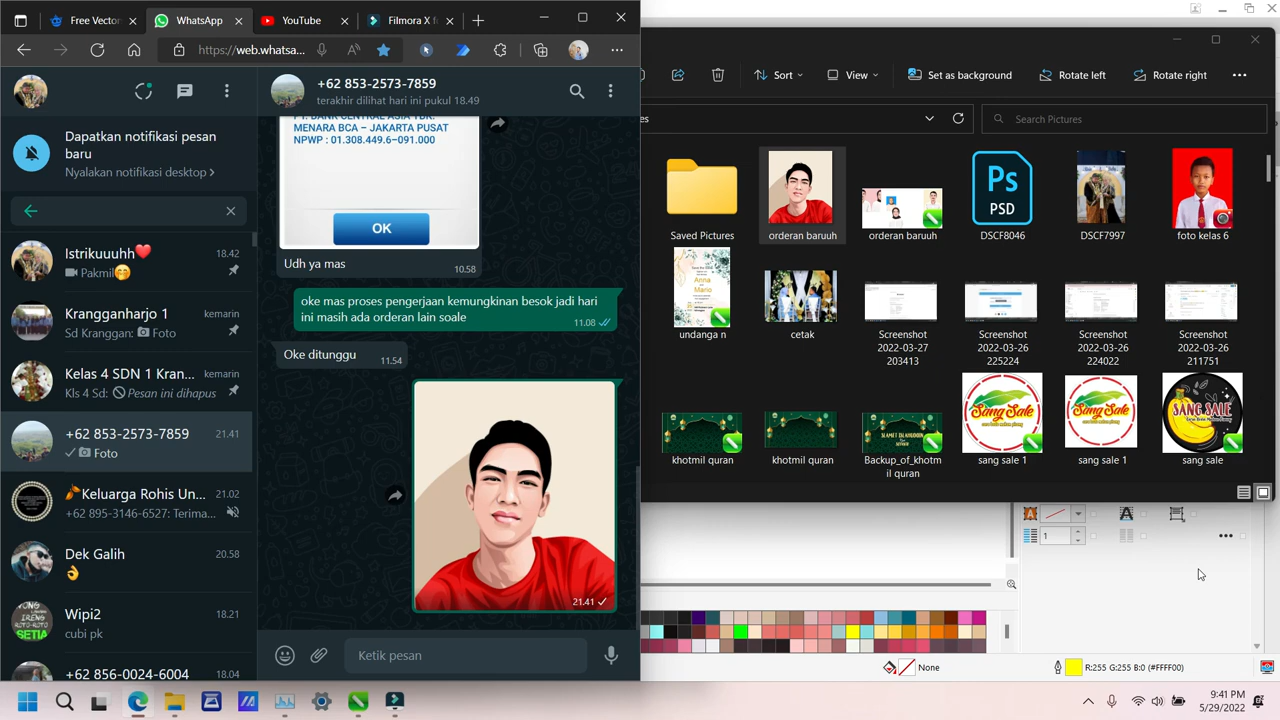 Free Vector
WhatsApp
YouTube
Filmora X f
https://web.whatsa...
+62 853-2573-7859
terakhir dilihat hari ini pukul 18.49
Dapatkan notifikasi pesan
baru
Nyalakan notifikasi desktop >
Istrikuuuhh❤
18.42
Pakmil😊
Krangganharjo 1
kemarin
Sd Kranggan: Foto
Kelas 4 SDN 1 Kran...
kemarin
Kls 4 Sd: Pesan ini dihapus
+62 853-2573-7859
21.41
Foto
Keluarga Rohis Un...
21.02
+62 895-3146-6527: Terima...
Dek Galih
20.58
👌
Wipi2
18.21
cubi pk
+62 856-0024-6004
MENARA BCA – JAKARTA PUSAT
NPWP : 01.308.449.6–091.000
OK
Udh ya mas
10.58
oke mas proses pengerjaan kemungkinan besok jadi hari
ini masih ada orderan lain soale
11.08
Oke ditunggu
11.54
21.41
Ketik pesan
Sort
View
Set as background
Rotate left
Rotate right
es
Search Pictures
Ps
PSD
Saved Pictures
orderan baruuh
orderan baruuh
DSCF8046
DSCF7997
foto kelas 6
Anna
Mario
undanga n
cetak
Screenshot
2022-03-27
203413
Screenshot
2022-03-26
225224
Screenshot
2022-03-26
224022
Screenshot
2022-03-26
211751
Sang Sale
Sang Sale
SANG SALE
khotmil quran
khotmil quran
Backup_of_khotm
il quran
sang sale 1
sang sale 1
sang sale
1
None
R:255 G:255 B:0 (#FFFF00)
9:41 PM
5/29/2022